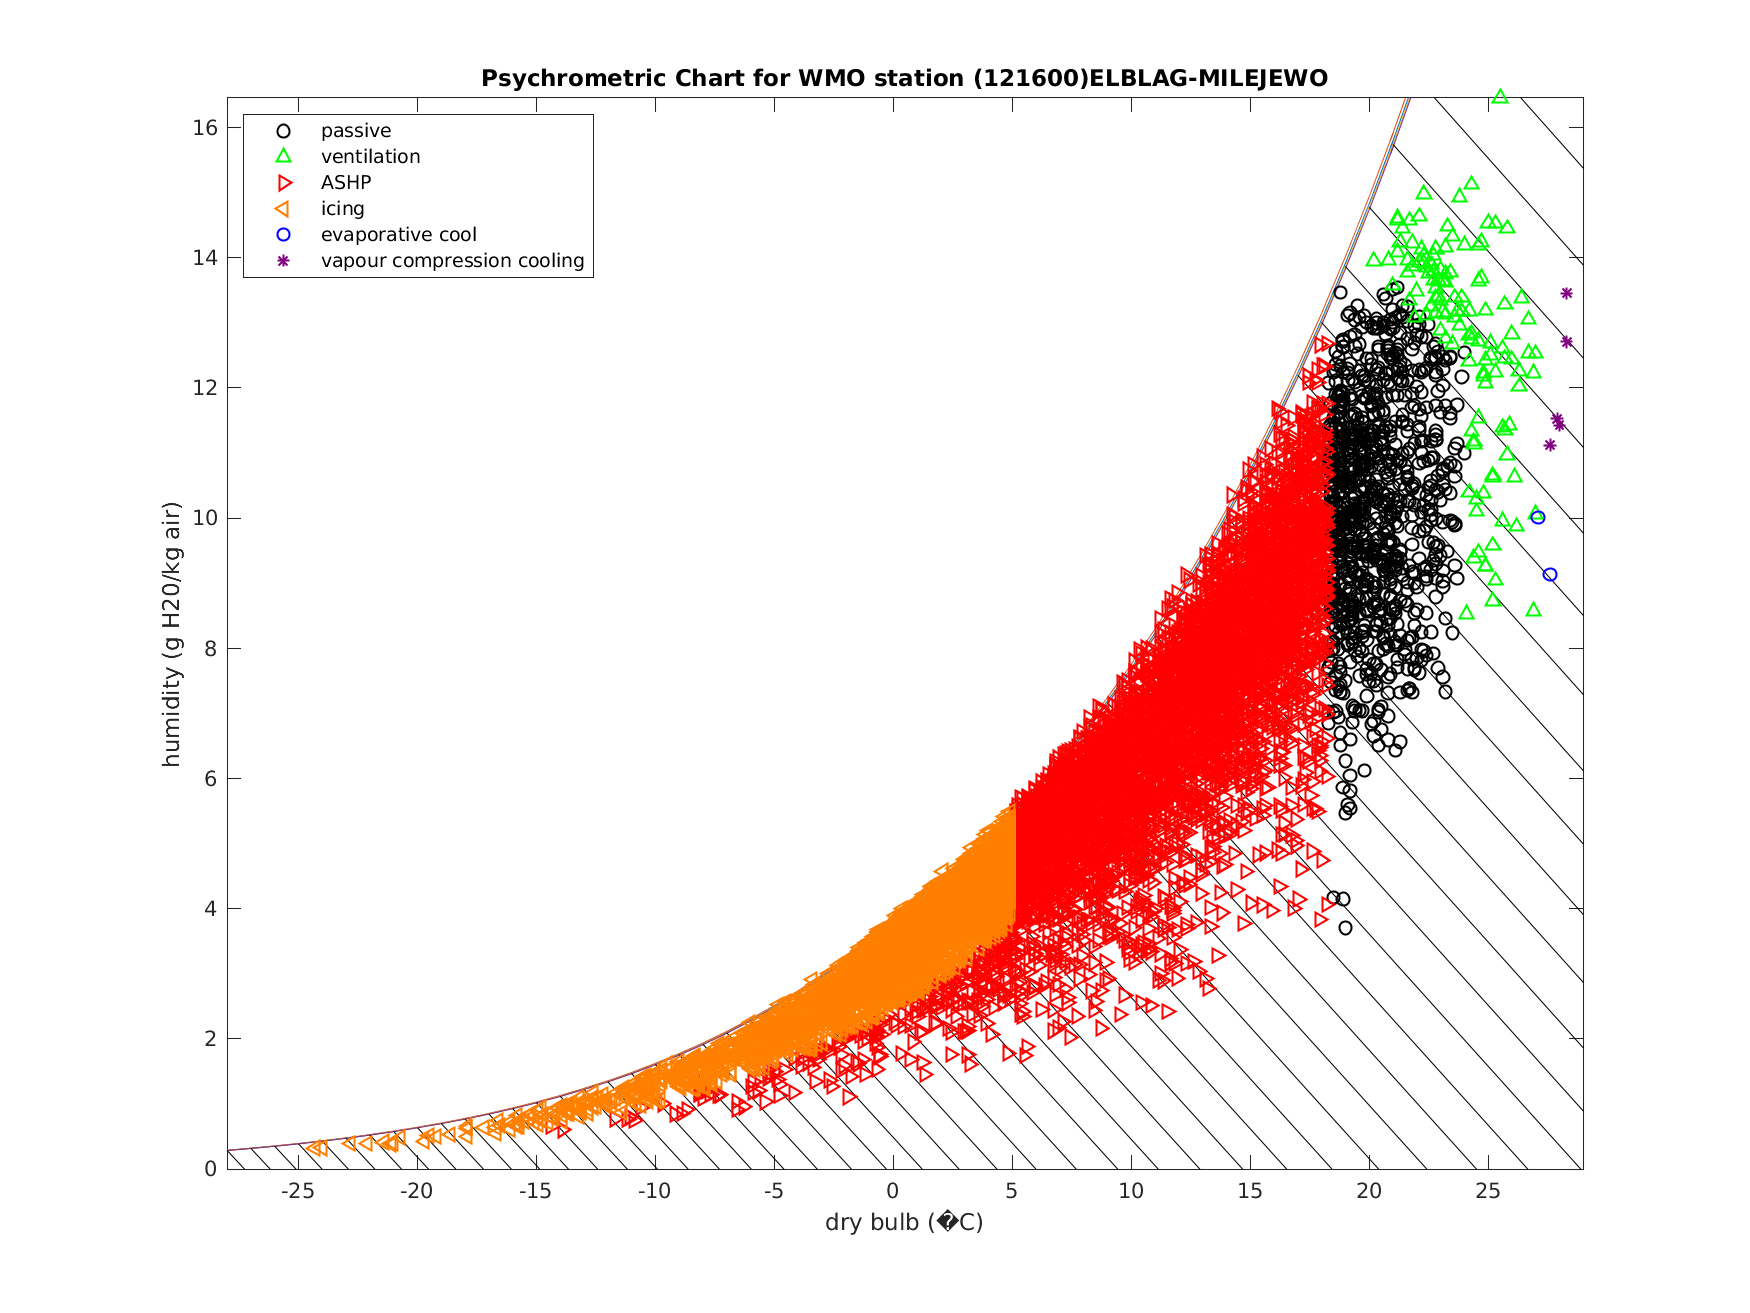 Psychrometric Chart for WMO station (121600)ELBLAG-MILEJEWO
passive
ventilation
ASHP
icing
evaporative cool
vapour compression cooling
humidity (g H20/kg air)
16
14
12
10
8
6
4
2
0
-25 -20 -15 -10 -5 0 5 10 15 20 25
dry bulb (�C)